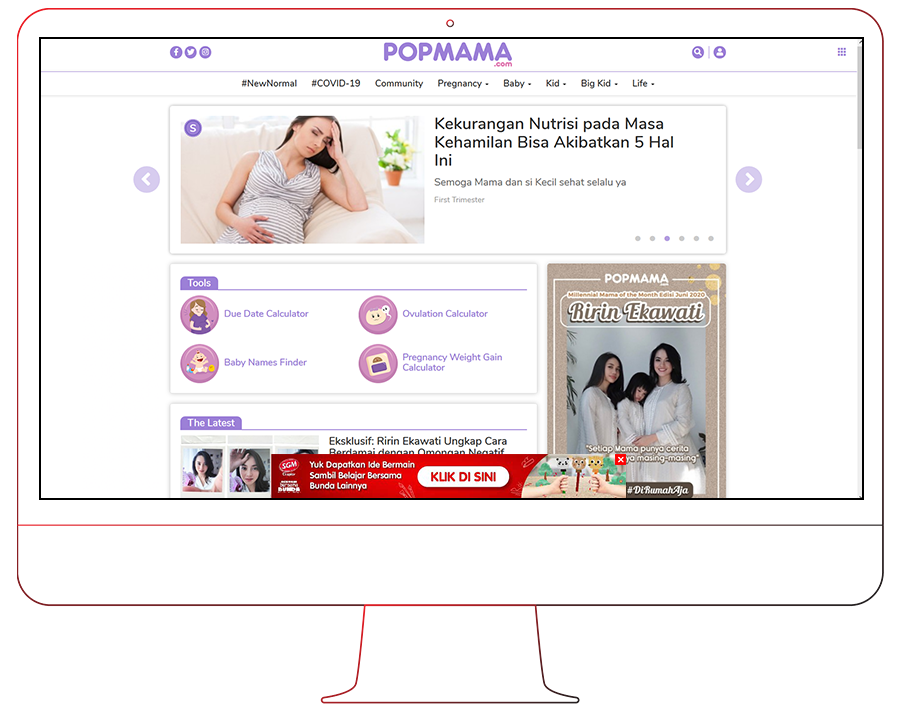 POPMAMA
.com
#NewNormal #COVID-19 Community Pregnancy Baby Kid Big Kid Life
S
Kekurangan Nutrisi pada Masa
Kehamilan Bisa Akibatkan 5 Hal
Ini
Semoga Mama dan si Kecil sehat selalu ya
First Trimester
Tools
Due Date Calculator
Ovulation Calculator
Baby Names Finder
Pregnancy Weight Gain
Calculator
The Latest
Eksklusif: Ririn Ekawati Ungkap Cara
Berdamai dengan Omongan Negatif
POPMAMA
Millennial Mama of the Month Edisi Juni 2020
Ririn Ekawati
"Setiap Mama punya cerita
ya masing-masing"
#DiRumahAja
SGM
BUNDA
Yuk Dapatkan Ide Bermain
Sambil Belajar Bersama
Bunda Lainnya
KLIK DI SINI